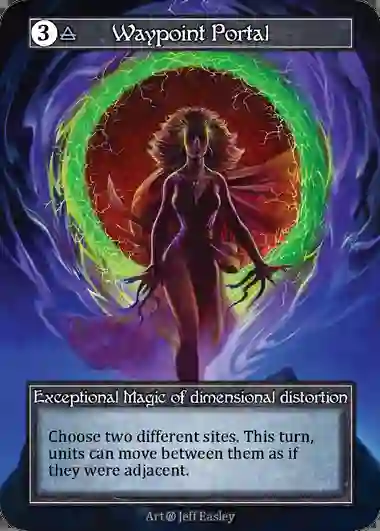 3 Waypoint Portal
Exceptional Magic of dimensional distortion
Choose two different sites. This turn,
units can move between them as if
they were adjacent.
Art @ Jeff Easley